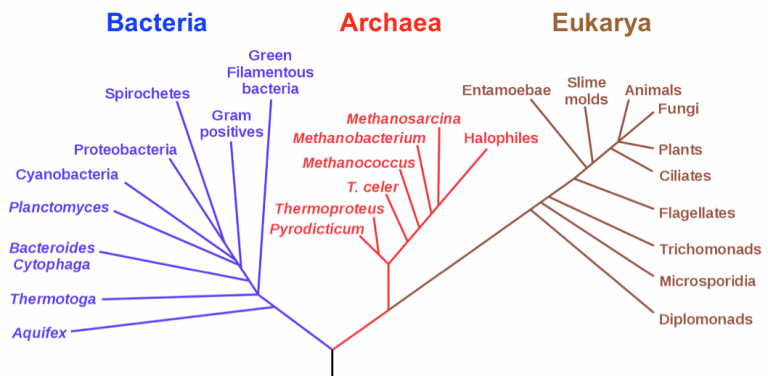 Bacteria
Archaea
Eukarya
Green
Filamentous
bacteria
Spirochetes
Gram
positives
Proteobacteria
Cyanobacteria
Planctomyces
Bacteroides
Cytophaga
Thermotoga
Aquifex
Methanosarcina
Methanobacterium
Halophiles
Methanococcus
T. celer
Thermoproteus
Pyrodicticum
Entamoebae
Slime
molds
Animals
Fungi
Plants
Ciliates
Flagellates
Trichomonads
Microsporidia
Diplomonads